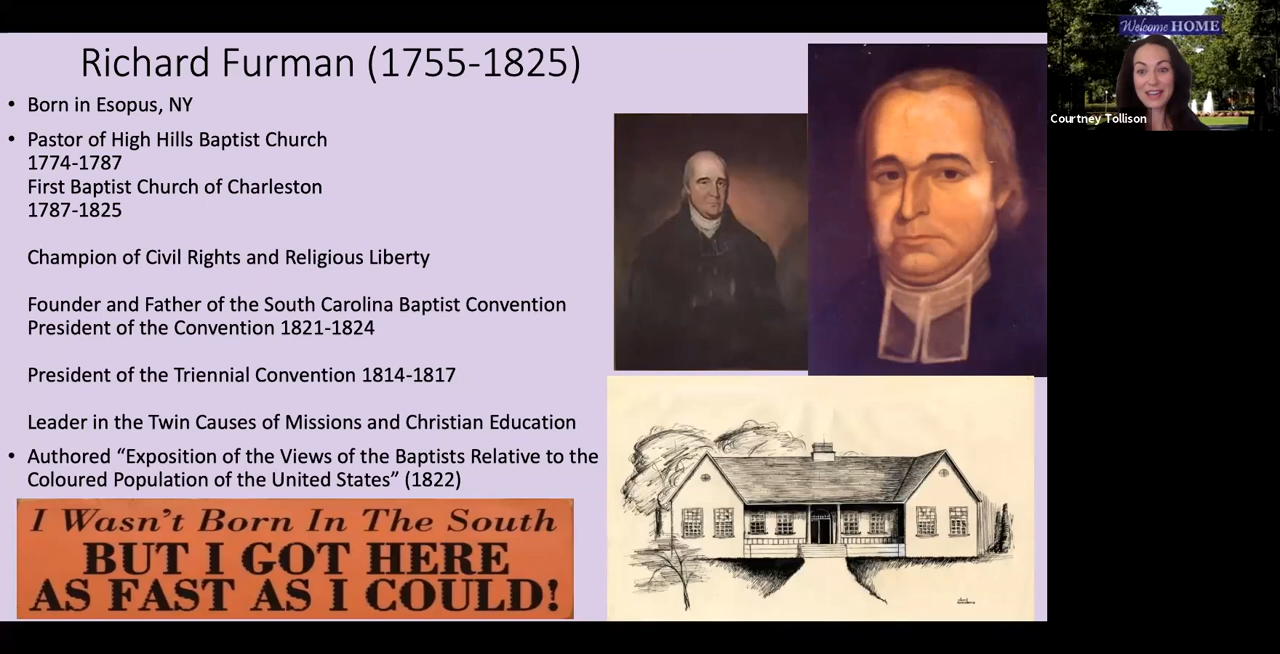 Richard Furman (1755-1825)
• Born in Esopus, NY
• Pastor of High Hills Baptist Church
1774-1787
First Baptist Church of Charleston
1787-1825
Champion of Civil Rights and Religious Liberty
Founder and Father of the South Carolina Baptist Convention
President of the Convention 1821-1824
President of the Triennial Convention 1814-1817
Leader in the Twin Causes of Missions and Christian Education
• Authored “Exposition of the Views of the Baptists Relative to the
Coloured Population of the United States” (1822)
I Wasn't Born In The South
BUT I GOT HERE
AS FAST AS I COULD!
Welcome HOME
Courtney Tollison